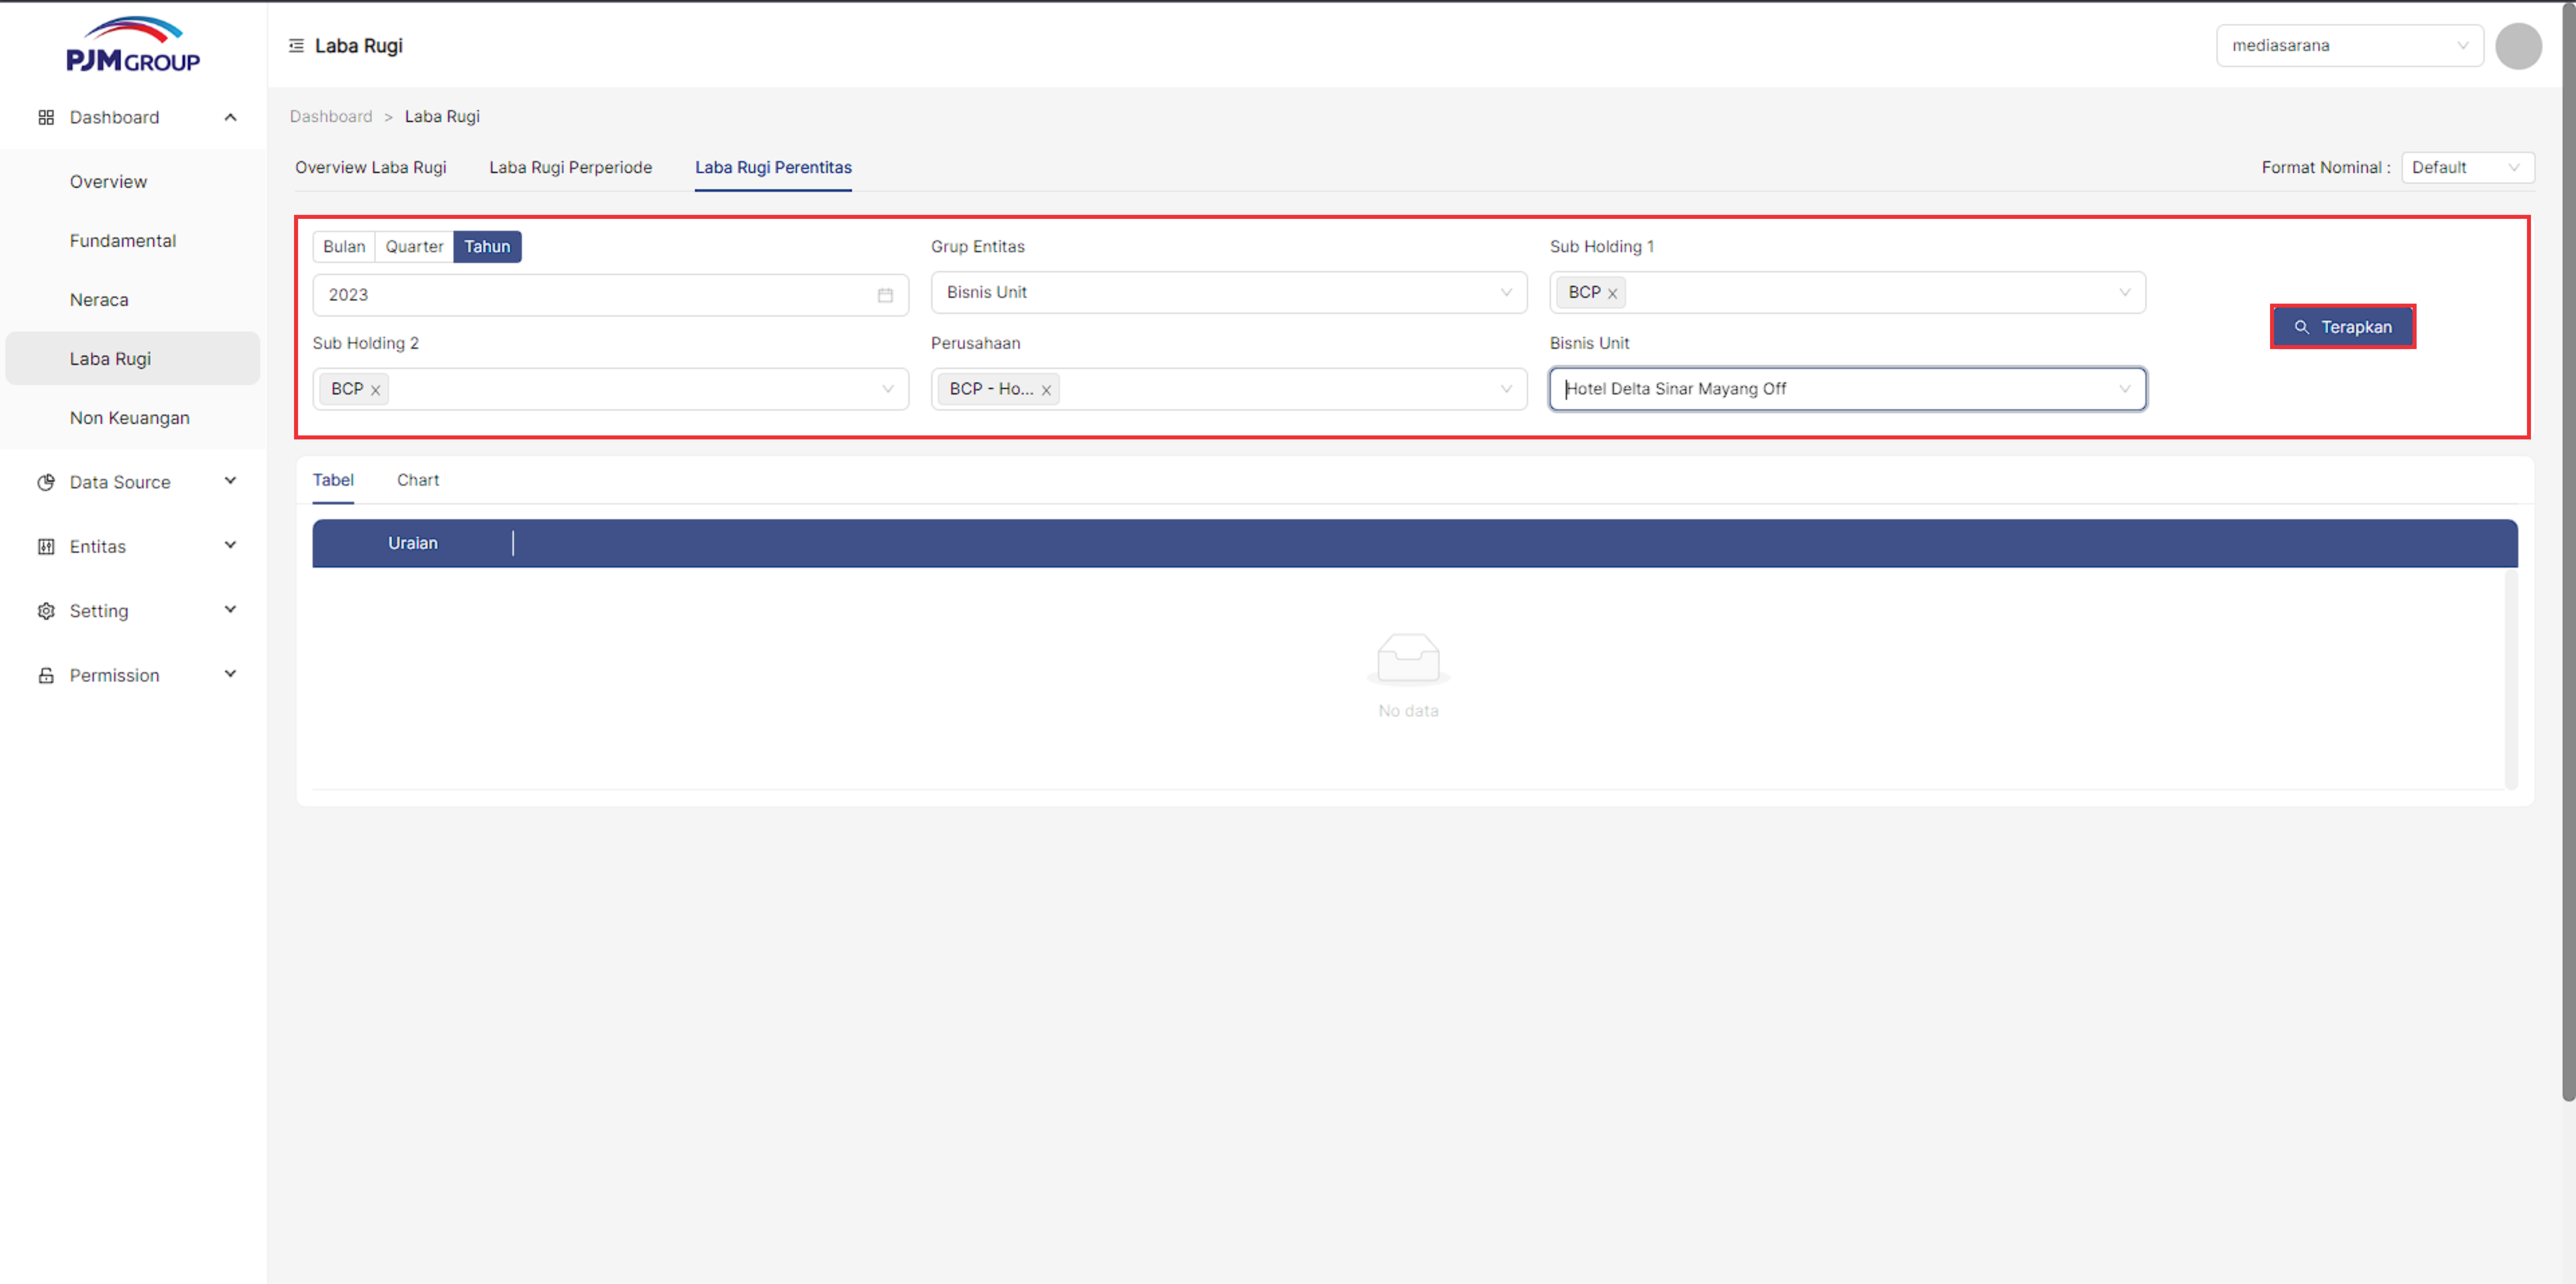 PJM GROUP
Laba Rugi
mediasarana
Dashboard
Overview
Fundamental
Neraca
Laba Rugi
Non Keuangan
Data Source
Entitas
Setting
Permission
Dashboard > Laba Rugi
Overview Laba Rugi Laba Rugi Perperiode Laba Rugi Perentitas
Format Nominal : Default
Bulan Quarter Tahun
2023
Grup Entitas
Bisnis Unit
Sub Holding 1
BCP
Sub Holding 2
BCP
Perusahaan
BCP - Ho...
Bisnis Unit
Hotel Delta Sinar Mayang Off
Terapkan
Tabel Chart
Uraian
No data